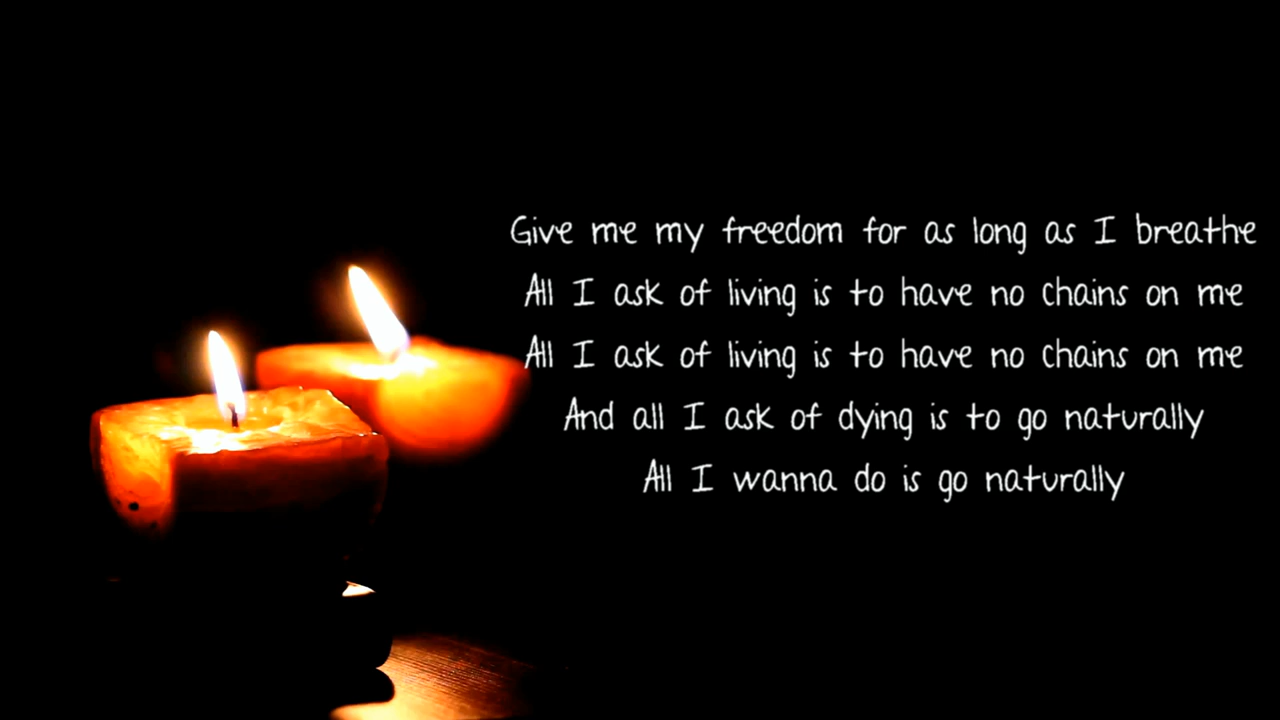 Give me my freedom for as long as I breathe
All I ask of living is to have no chains on me
All I ask of living is to have no chains on me
And all I ask of dying is to go naturally
All I wanna do is go naturally